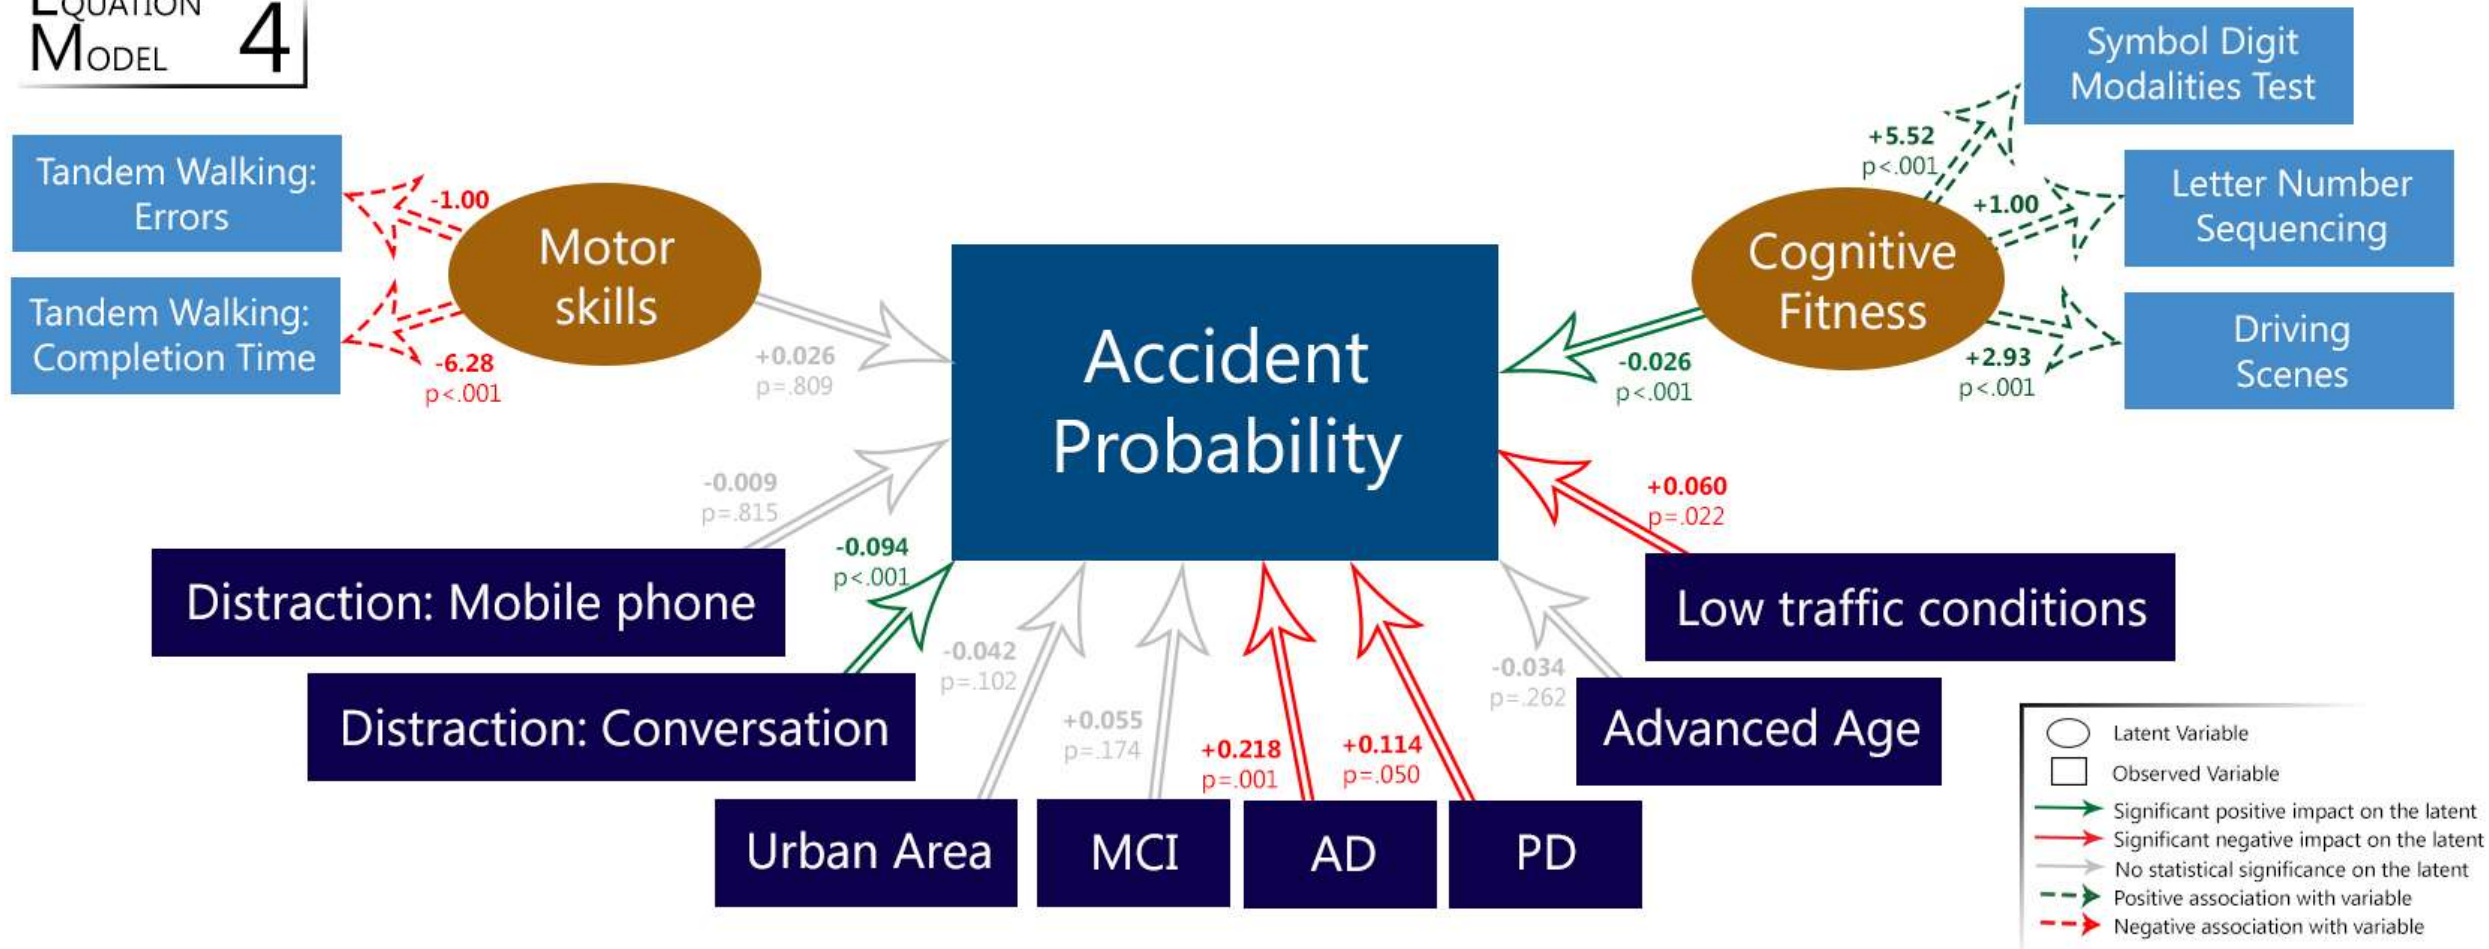 EQUATION
MODEL 4
Symbol Digit
Modalities Test
+5.52
p<.001
Tandem Walking:
Errors
-1.00
Motor
skills
Letter Number
Sequencing
+1.00
Cognitive
Fitness
Tandem Walking:
Completion Time
-6.28
p<.001
+0.026
p=.809
Accident
Probability
-0.026
p<.001
+2.93
p<.001
Driving
Scenes
-0.009
p=.815
+0.060
p=.022
Distraction: Mobile phone
-0.094
p<.001
Low traffic conditions
Distraction: Conversation
-0.042
p=.102
+0.055
p=.174
+0.218
p=.001
+0.114
p=.050
-0.034
p=.262
Advanced Age
Urban Area
MCI
AD
PD
Latent Variable
Observed Variable
Significant positive impact on the latent
Significant negative impact on the latent
No statistical significance on the latent
Positive association with variable
Negative association with variable